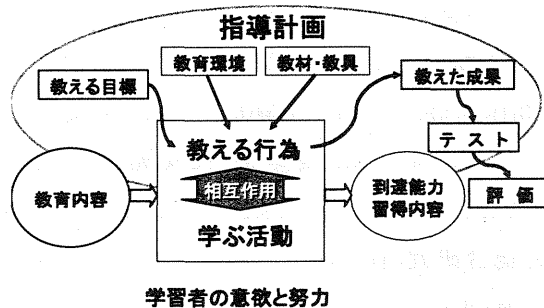 指導計画
教育環境
教材・教具
教える目標
教えた成果
教える行為
テスト
相互作用
教育内容
到達能力
習得内容
評価
学ぶ活動
学習者の意欲と努力